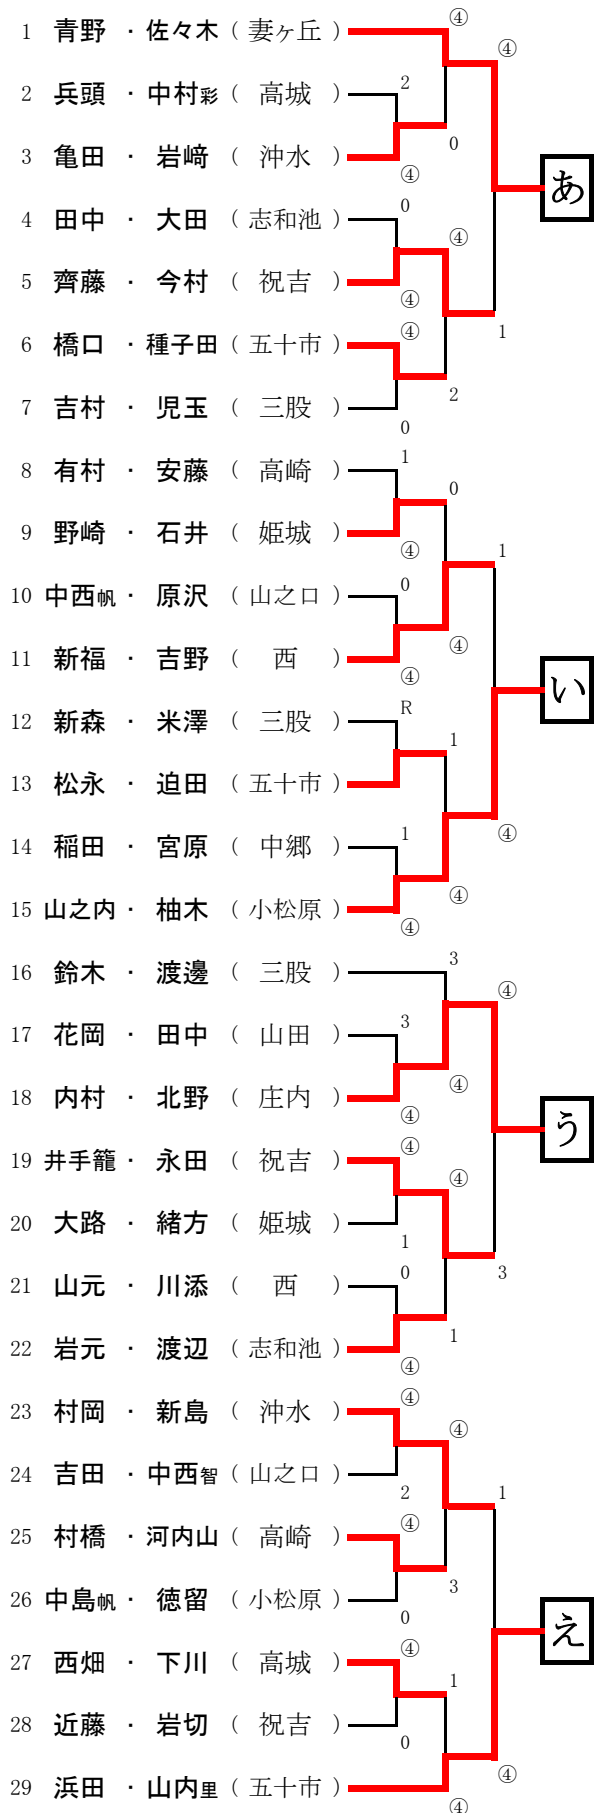 ④
1 青野 ・ 佐々木 ( 妻ヶ丘 )
④
2
2 兵頭 ・ 中村彩 ( 高城 )
0
3 亀田 ・ 岩﨑 ( 沖水 )
④
あ
0
4 田中 ・ 大田 ( 志和池 )
④
5 齊藤 ・ 今村 ( 祝吉 )
④
④
1
6 橋口 ・ 種子田 ( 五十市 )
2
7 吉村 ・ 児玉 ( 三股 )
0
1
8 有村 ・ 安藤 ( 高崎 )
0
9 野崎 ・ 石井 ( 姫城 )
④
1
0
10 中西帆 ・ 原沢 ( 山之口 )
④
11 新福 ・ 吉野 ( 西 )
④
い
R
12 新森 ・ 米澤 ( 三股 )
1
13 松永 ・ 迫田 ( 五十市 )
1
④
14 稲田 ・ 宮原 ( 中郷 )
④
15 山之内 ・ 柚木 ( 小松原 )
④
3
16 鈴木 ・ 渡邊 ( 三股 )
④
3
17 花岡 ・ 田中 ( 山田 )
④
18 内村 ・ 北野 ( 庄内 )
④
う
④
19 井手籠 ・ 永田 ( 祝吉 )
④
20 大路 ・ 緒方 ( 姫城 )
1
0
3
21 山元 ・ 川添 ( 西 )
1
22 岩元 ・ 渡辺 ( 志和池 )
④
④
23 村岡 ・ 新島 ( 沖水 )
④
24 吉田 ・ 中西智 ( 山之口 )
2
1
④
25 村橋 ・ 河内山 ( 高崎 )
3
26 中島帆 ・ 徳留 ( 小松原 )
0
え
④
27 西畑 ・ 下川 ( 高城 )
1
28 近藤 ・ 岩切 ( 祝吉 )
0
④
29 浜田 ・ 山内里 ( 五十市 )
④